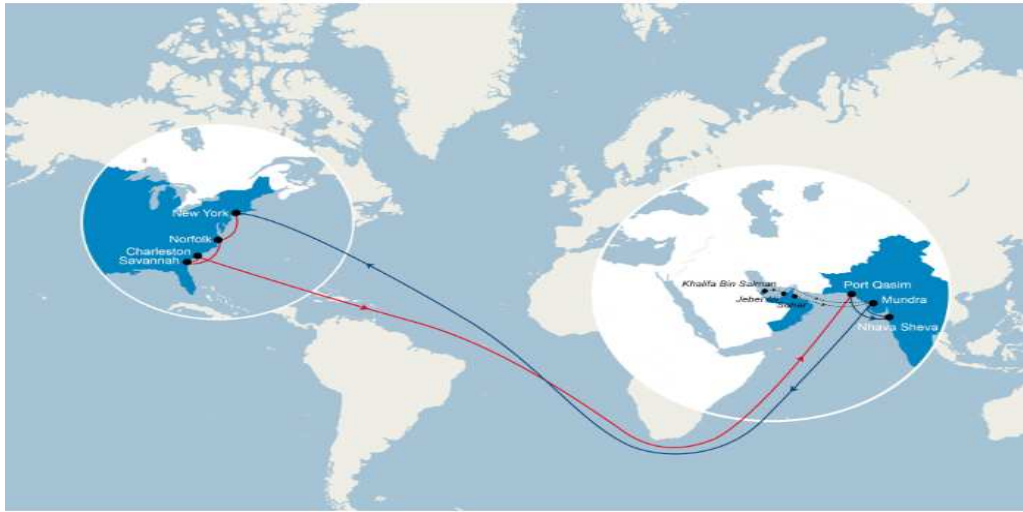 New York
Norfolk
Charleston
Savannah
Khalifa Bin Salman
Jebel Ali
Sohar
Port Qasim
Mundra
Nhava Sheva